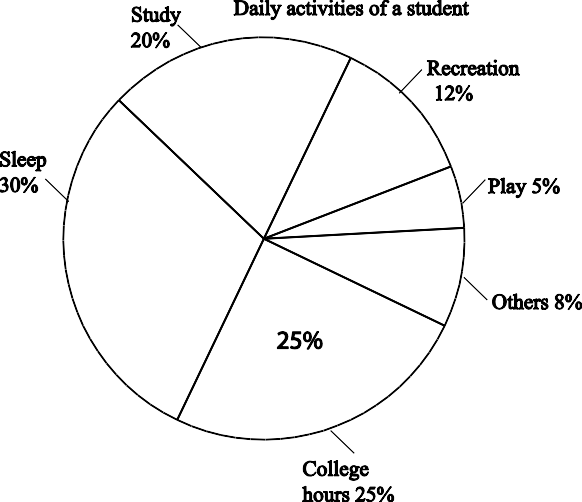 Daily activities of a student
Study
20%
Recreation
12%
Sleep
30%
Play 5%
Others 8%
25%
College
hours 25%